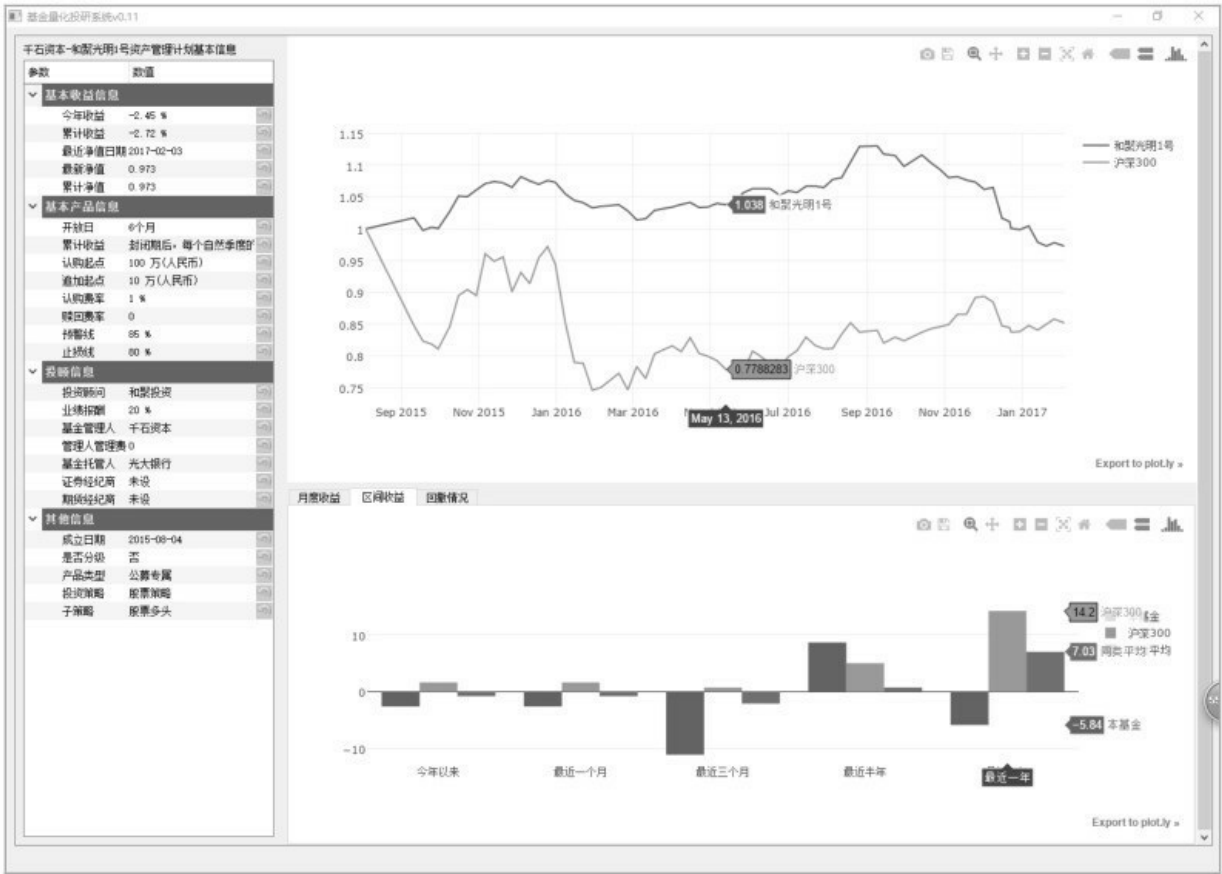 基金量化投研系统v0.11
千石资本-和聚光明1号资产管理计划基本信息
参数 数值
基本收益信息
今年收益 -2.45 %
累计收益 -2.72 %
最近净值日期 2017-02-03
最新净值 0.973
累计净值 0.973
基本产品信息
开放日 6个月
累计收益 封闭期后，每个自然季度的
认购起点 100 万(人民币)
追加起点 10 万(人民币)
认购费率 1 %
赎回费率 0
预警线 85 %
止损线 80 %
投顾信息
投资顾问 和聚投资
业绩报酬 20 %
基金管理人 千石资本
管理人管理费 0
基金托管人 光大银行
证券经纪商 未设
期货经纪商 未设
其他信息
成立日期 2015-08-04
是否分级 否
产品类型 公募专属
投资策略 股票策略
子策略 股票多头
1.15
1.1
1.05
1
0.95
0.9
0.85
0.8
0.75
和聚光明1号
沪深300
1.038 和聚光明1号
0.7788283 沪深300
Sep 2015 Nov 2015 Jan 2016 Mar 2016 May 13, 2016 Jul 2016 Sep 2016 Nov 2016 Jan 2017
Export to plot.ly »
月度收益 区间收益 回撤情况
10
0
-10
14.2 沪深300 基金
沪深300
7.03 同类平均 平均
-5.84 本基金
今年以来 最近一个月 最近三个月 最近半年 最近一年
Export to plot.ly »